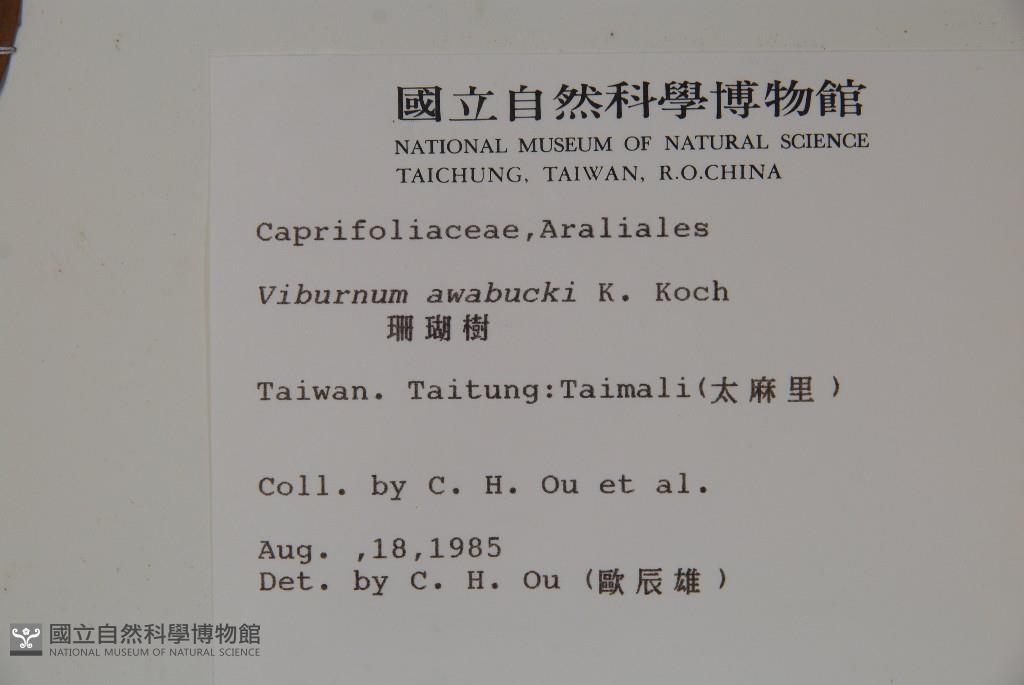 國立自然科學博物館
NATIONAL MUSEUM OF NATURAL SCIENCE
TAICHUNG, TAIWAN, R.O.CHINA
Caprifoliaceae,Araliales
Viburnum awabucki K. Koch
珊瑚樹
Taiwan. Taitung:Taimali(太麻里)
Coll. by C. H. Ou et al.
Aug. ,18,1985
Det. by C. H. Ou (歐辰雄)
國立自然科學博物館
NATIONAL MUSEUM OF NATURAL SCIENCE